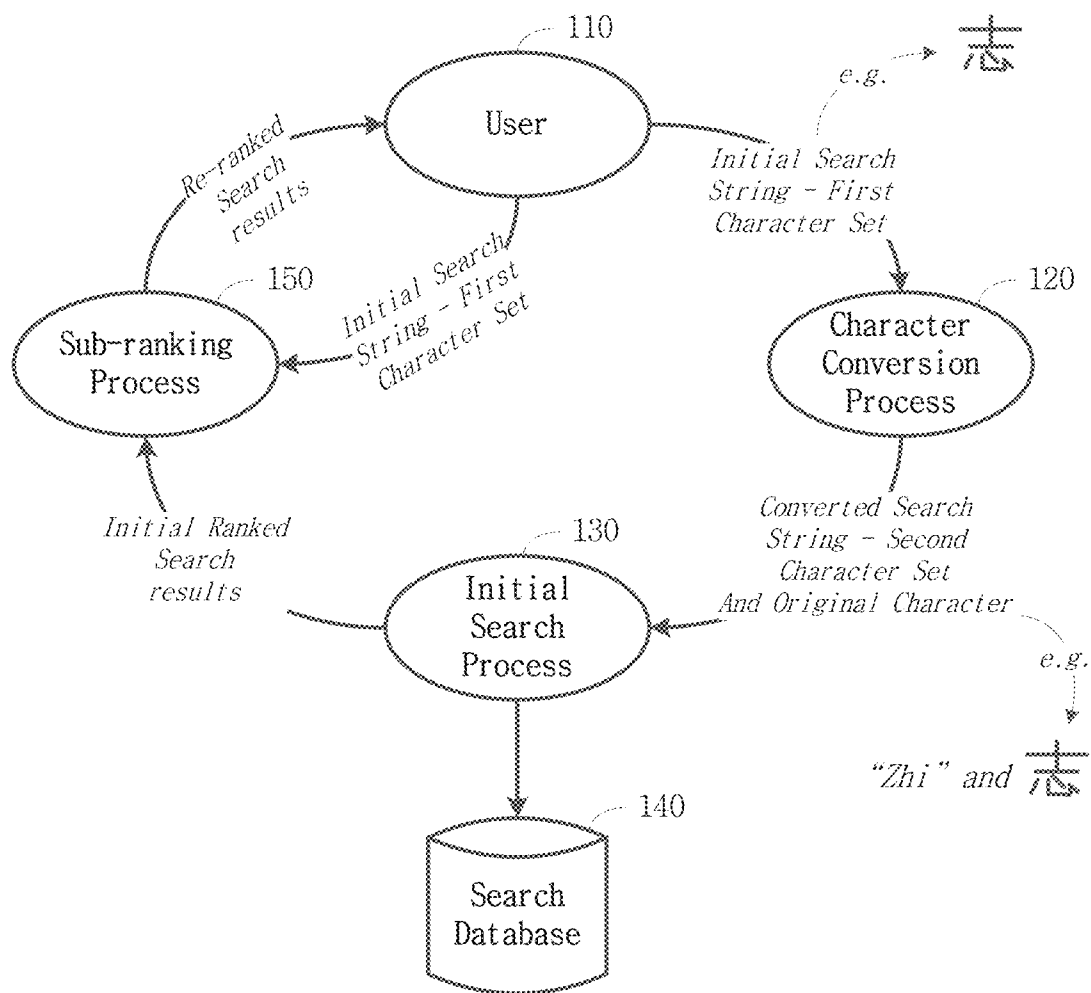 110
User
e.g.
志
Initial Search
String - First
Character Set
Re-ranked
Search
results
Initial Search
String - First
Character Set
150
Sub-ranking
Process
120
Character
Conversion
Process
Initial Ranked
Search
results
Converted Search
String - Second
Character Set
And Original Character
130
Initial
Search
Process
e.g.
“Zhi” and 志
140
Search
Database